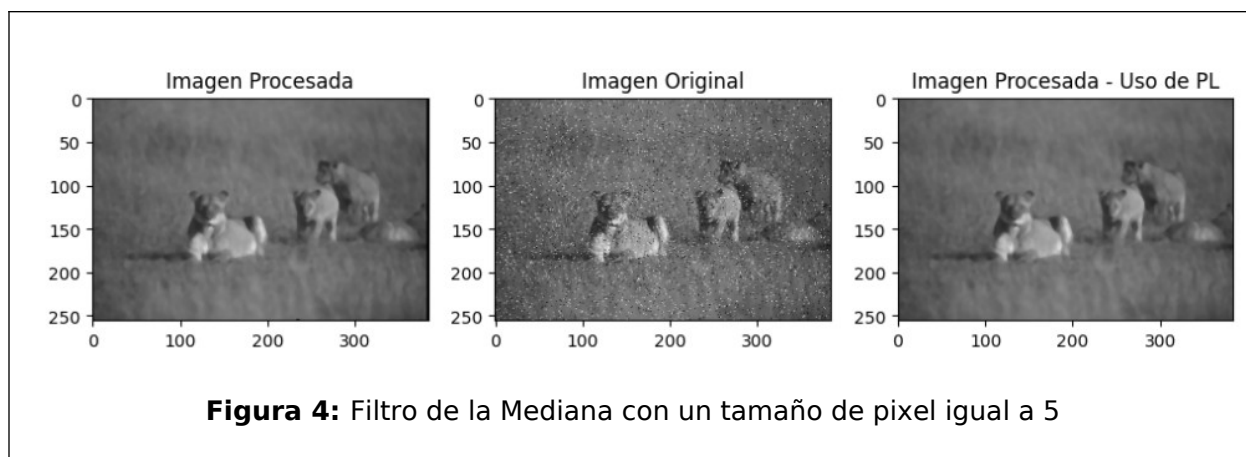 Imagen Procesada
0
50
100
150
200
250
0 100 200 300
Imagen Original
0
50
100
150
200
250
0 100 200 300
Imagen Procesada - Uso de PL
0
50
100
150
200
250
0 100 200 300
Figura 4: Filtro de la Mediana con un tamaño de pixel igual a 5